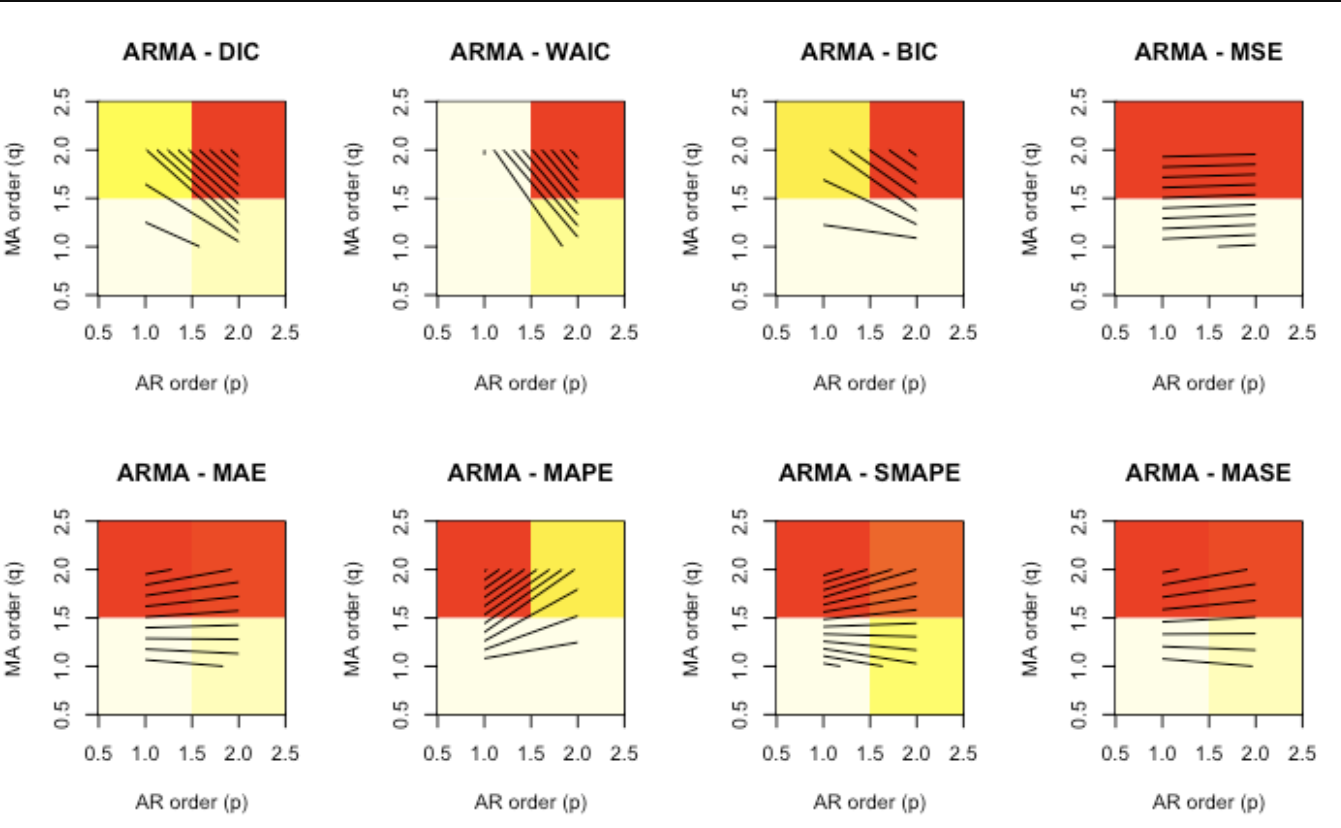 ARMA - DIC
MA order (q)
2.5
2.0
1.5
1.0
0.5
0.5 1.0 1.5 2.0 2.5
AR order (p)
ARMA - WAIC
MA order (q)
2.5
2.0
1.5
1.0
0.5
0.5 1.0 1.5 2.0 2.5
AR order (p)
ARMA - BIC
MA order (q)
2.5
2.0
1.5
1.0
0.5
0.5 1.0 1.5 2.0 2.5
AR order (p)
ARMA - MSE
MA order (q)
2.5
2.0
1.5
1.0
0.5
0.5 1.0 1.5 2.0 2.5
AR order (p)
ARMA - MAE
MA order (q)
2.5
2.0
1.5
1.0
0.5
0.5 1.0 1.5 2.0 2.5
AR order (p)
ARMA - MAPE
MA order (q)
2.5
2.0
1.5
1.0
0.5
0.5 1.0 1.5 2.0 2.5
AR order (p)
ARMA - SMAPE
MA order (q)
2.5
2.0
1.5
1.0
0.5
0.5 1.0 1.5 2.0 2.5
AR order (p)
ARMA - MASE
MA order (q)
2.5
2.0
1.5
1.0
0.5
0.5 1.0 1.5 2.0 2.5
AR order (p)